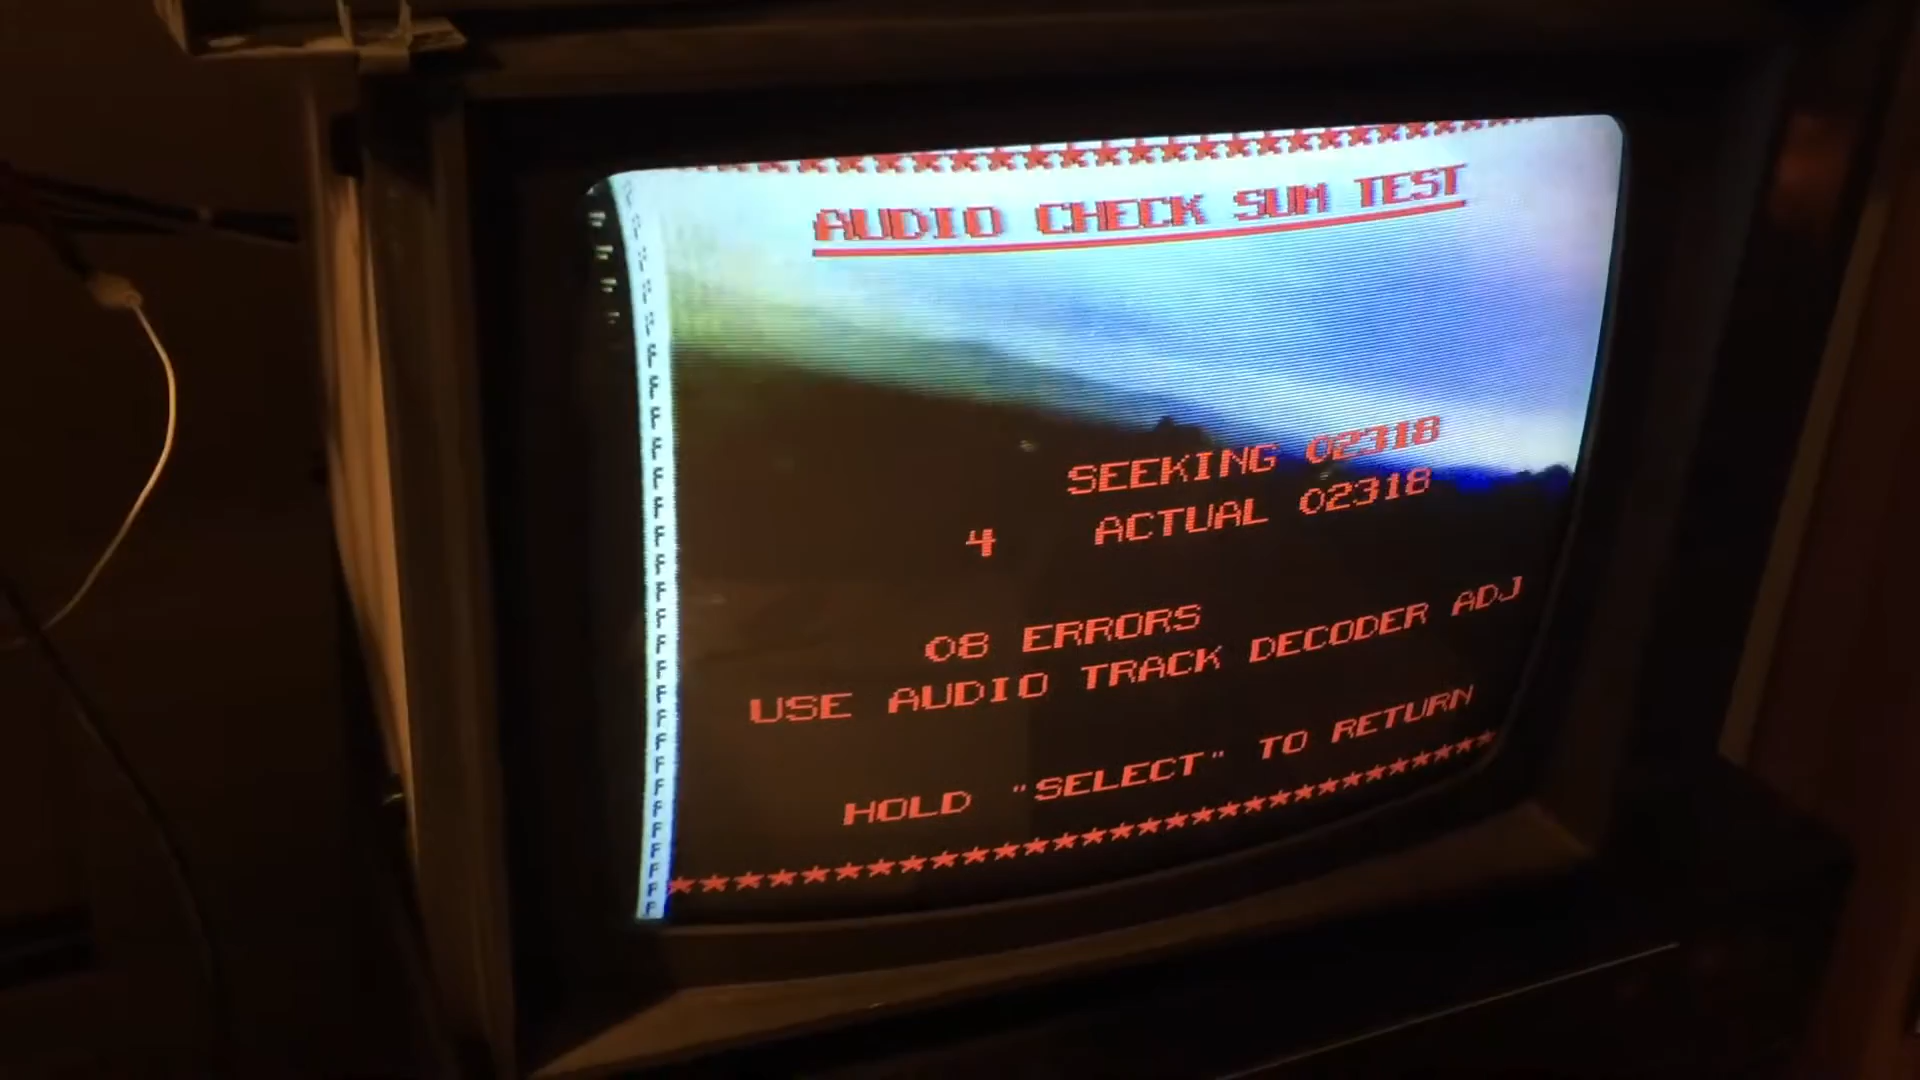 AUDIO CHECK SUM TEST
SEEKING 02318
4 ACTUAL 02318
08 ERRORS
USE AUDIO TRACK DECODER ADJ
HOLD "SELECT" TO RETURN